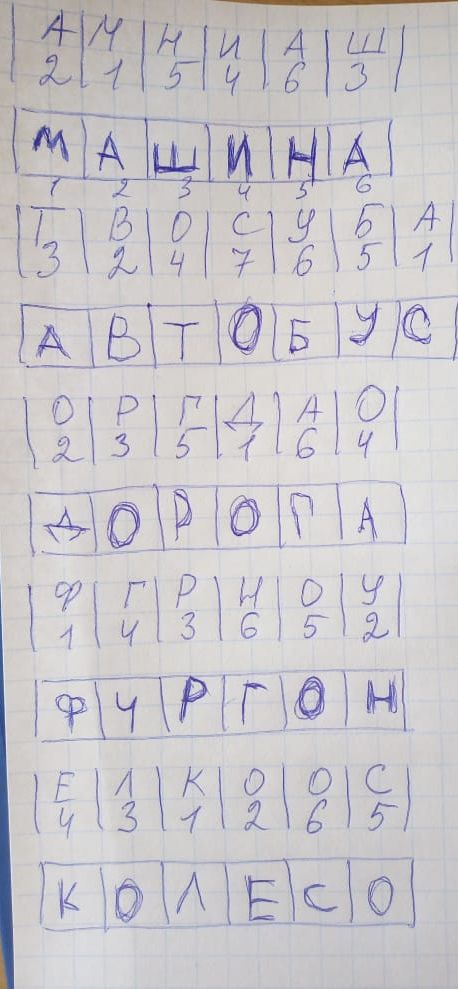 А М Н И А Ш
2 1 5 4 6 3
М А Ш И Н А
1 2 3 4 5 6
Т В О С У Б А
3 2 4 7 6 5 1
А В Т О Б У С
О Р Г Д А О
2 3 5 1 6 4
Д О Р О Г А
Ф Г Р Н О У
1 4 3 6 5 2
Ф У Р Г О Н
Е Л К О О С
4 3 1 2 6 5
К О Л Е С О